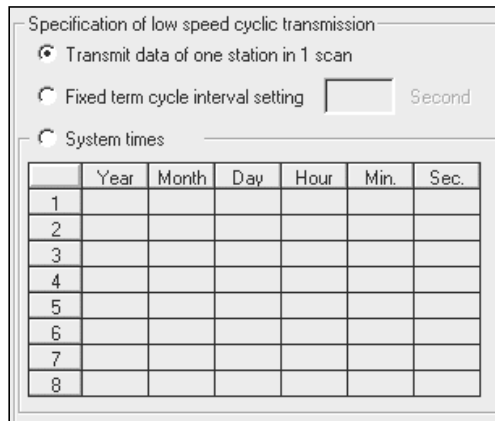 Specification of low speed cyclic transmission
Transmit data of one station in 1 scan
Fixed term cycle interval setting Second
System times
Year Month Day Hour Min. Sec.
1
2
3
4
5
6
7
8